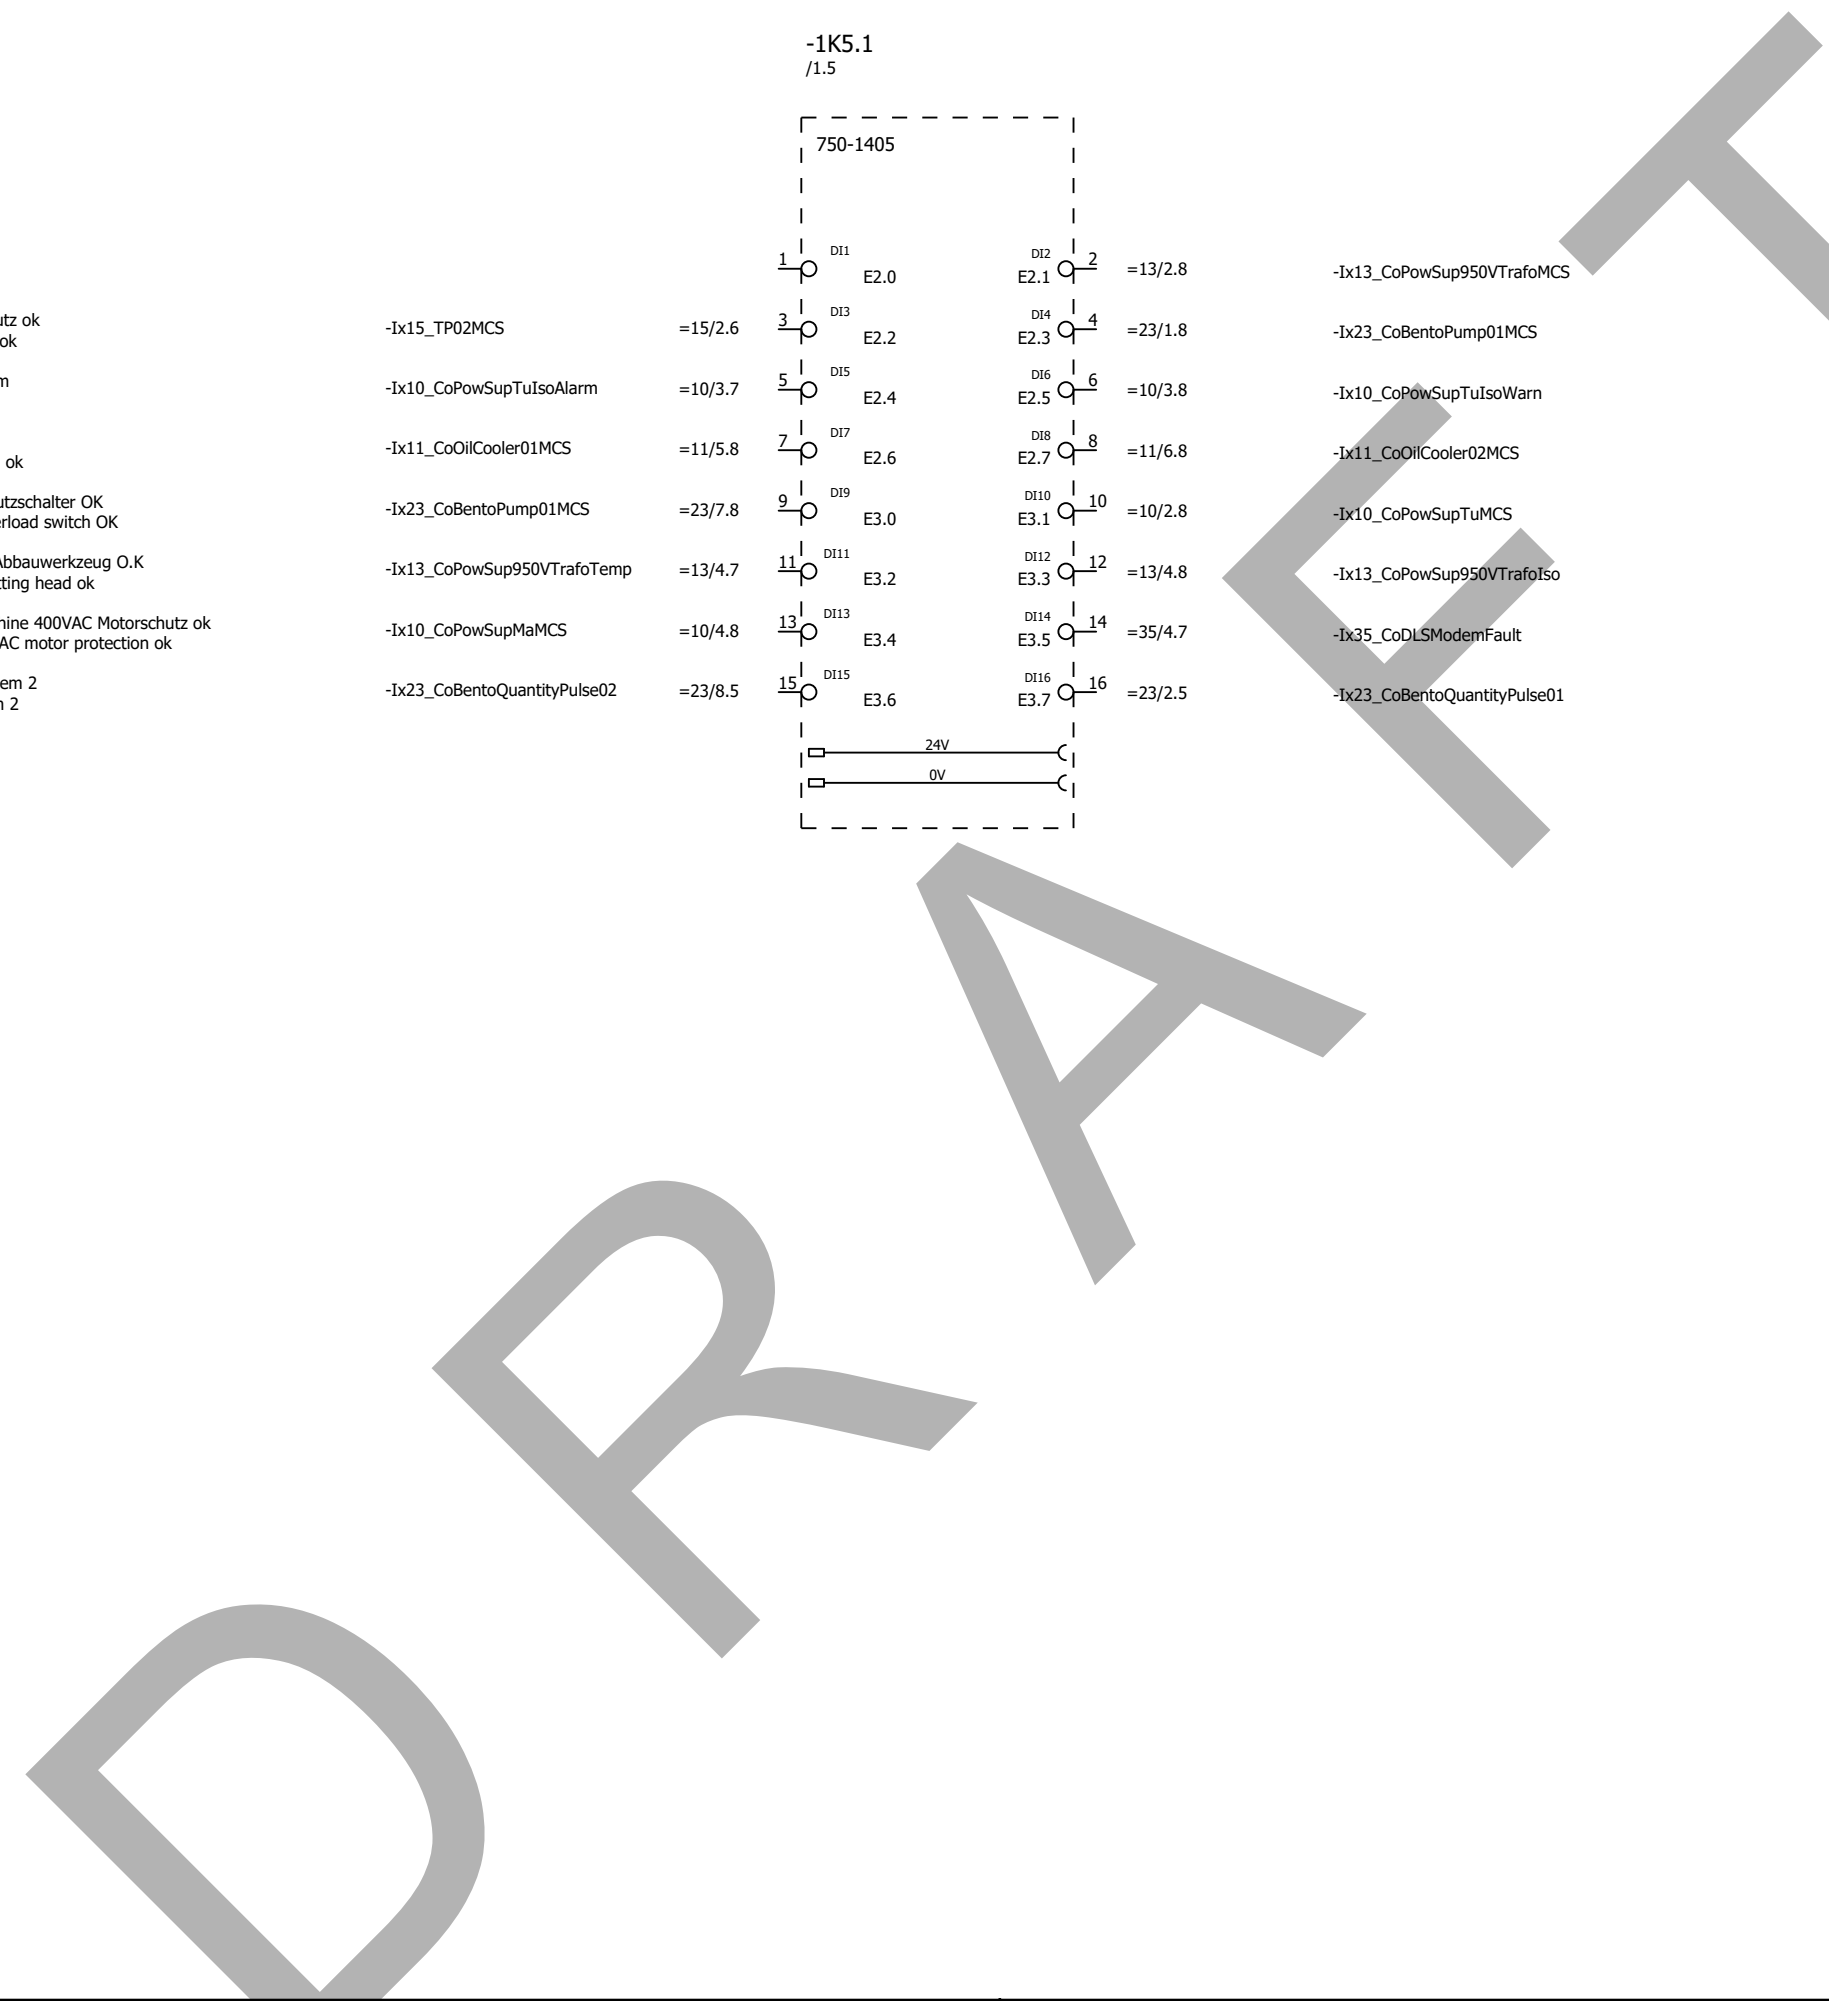 -1K5.1
/1.5
750-1405
1 DI1 E2.0 DI2 E2.1 2 =13/2.8 -Ix13_CoPowSup950VTrafoMCS
utz ok
ok
-Ix15_TP02MCS =15/2.6 3 DI3 E2.2 DI4 E2.3 4 =23/1.8 -Ix23_CoBentoPump01MCS
m
-Ix10_CoPowSupTuIsoAlarm =10/3.7 5 DI5 E2.4 DI6 E2.5 6 =10/3.8 -Ix10_CoPowSupTuIsoWarn
ok
-Ix11_CoOilCooler01MCS =11/5.8 7 DI7 E2.6 DI8 E2.7 8 =11/6.8 -Ix11_CoOilCooler02MCS
utzschalter OK
erload switch OK
-Ix23_CoBentoPump01MCS =23/7.8 9 DI9 E3.0 DI10 E3.1 10 =10/2.8 -Ix10_CoPowSupTuMCS
Abbauwerkzeug O.K
tting head ok
-Ix13_CoPowSup950VTrafoTemp =13/4.7 11 DI11 E3.2 DI12 E3.3 12 =13/4.8 -Ix13_CoPowSup950VTrafoIso
hine 400VAC Motorschutz ok
AC motor protection ok
-Ix10_CoPowSupMaMCS =10/4.8 13 DI13 E3.4 DI14 E3.5 14 =35/4.7 -Ix35_CoDLSModemFault
em 2
n 2
-Ix23_CoBentoQuantityPulse02 =23/8.5 15 DI15 E3.6 DI16 E3.7 16 =23/2.5 -Ix23_CoBentoQuantityPulse01
24V
0V
DRAFT